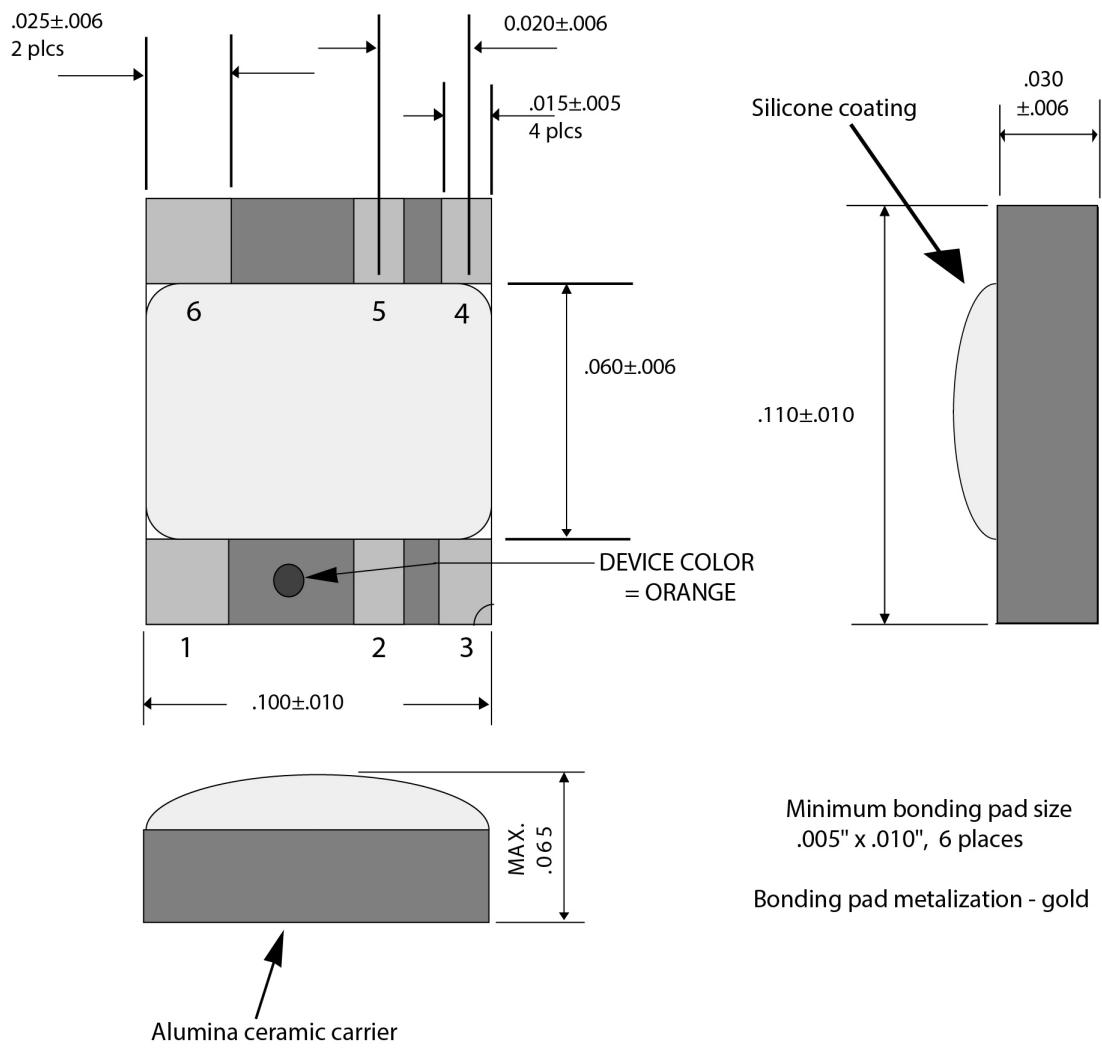 .025±.006
2 plcs
0.020±.006
.015±.005
4 plcs
.030
±.006
Silicone coating
6
5
4
.060±.006
.110±.010
DEVICE COLOR
= ORANGE
1
2
3
.100±.010
MAX.
.065
Minimum bonding pad size
.005" x .010",  6 places
Bonding pad metalization - gold
Alumina ceramic carrier